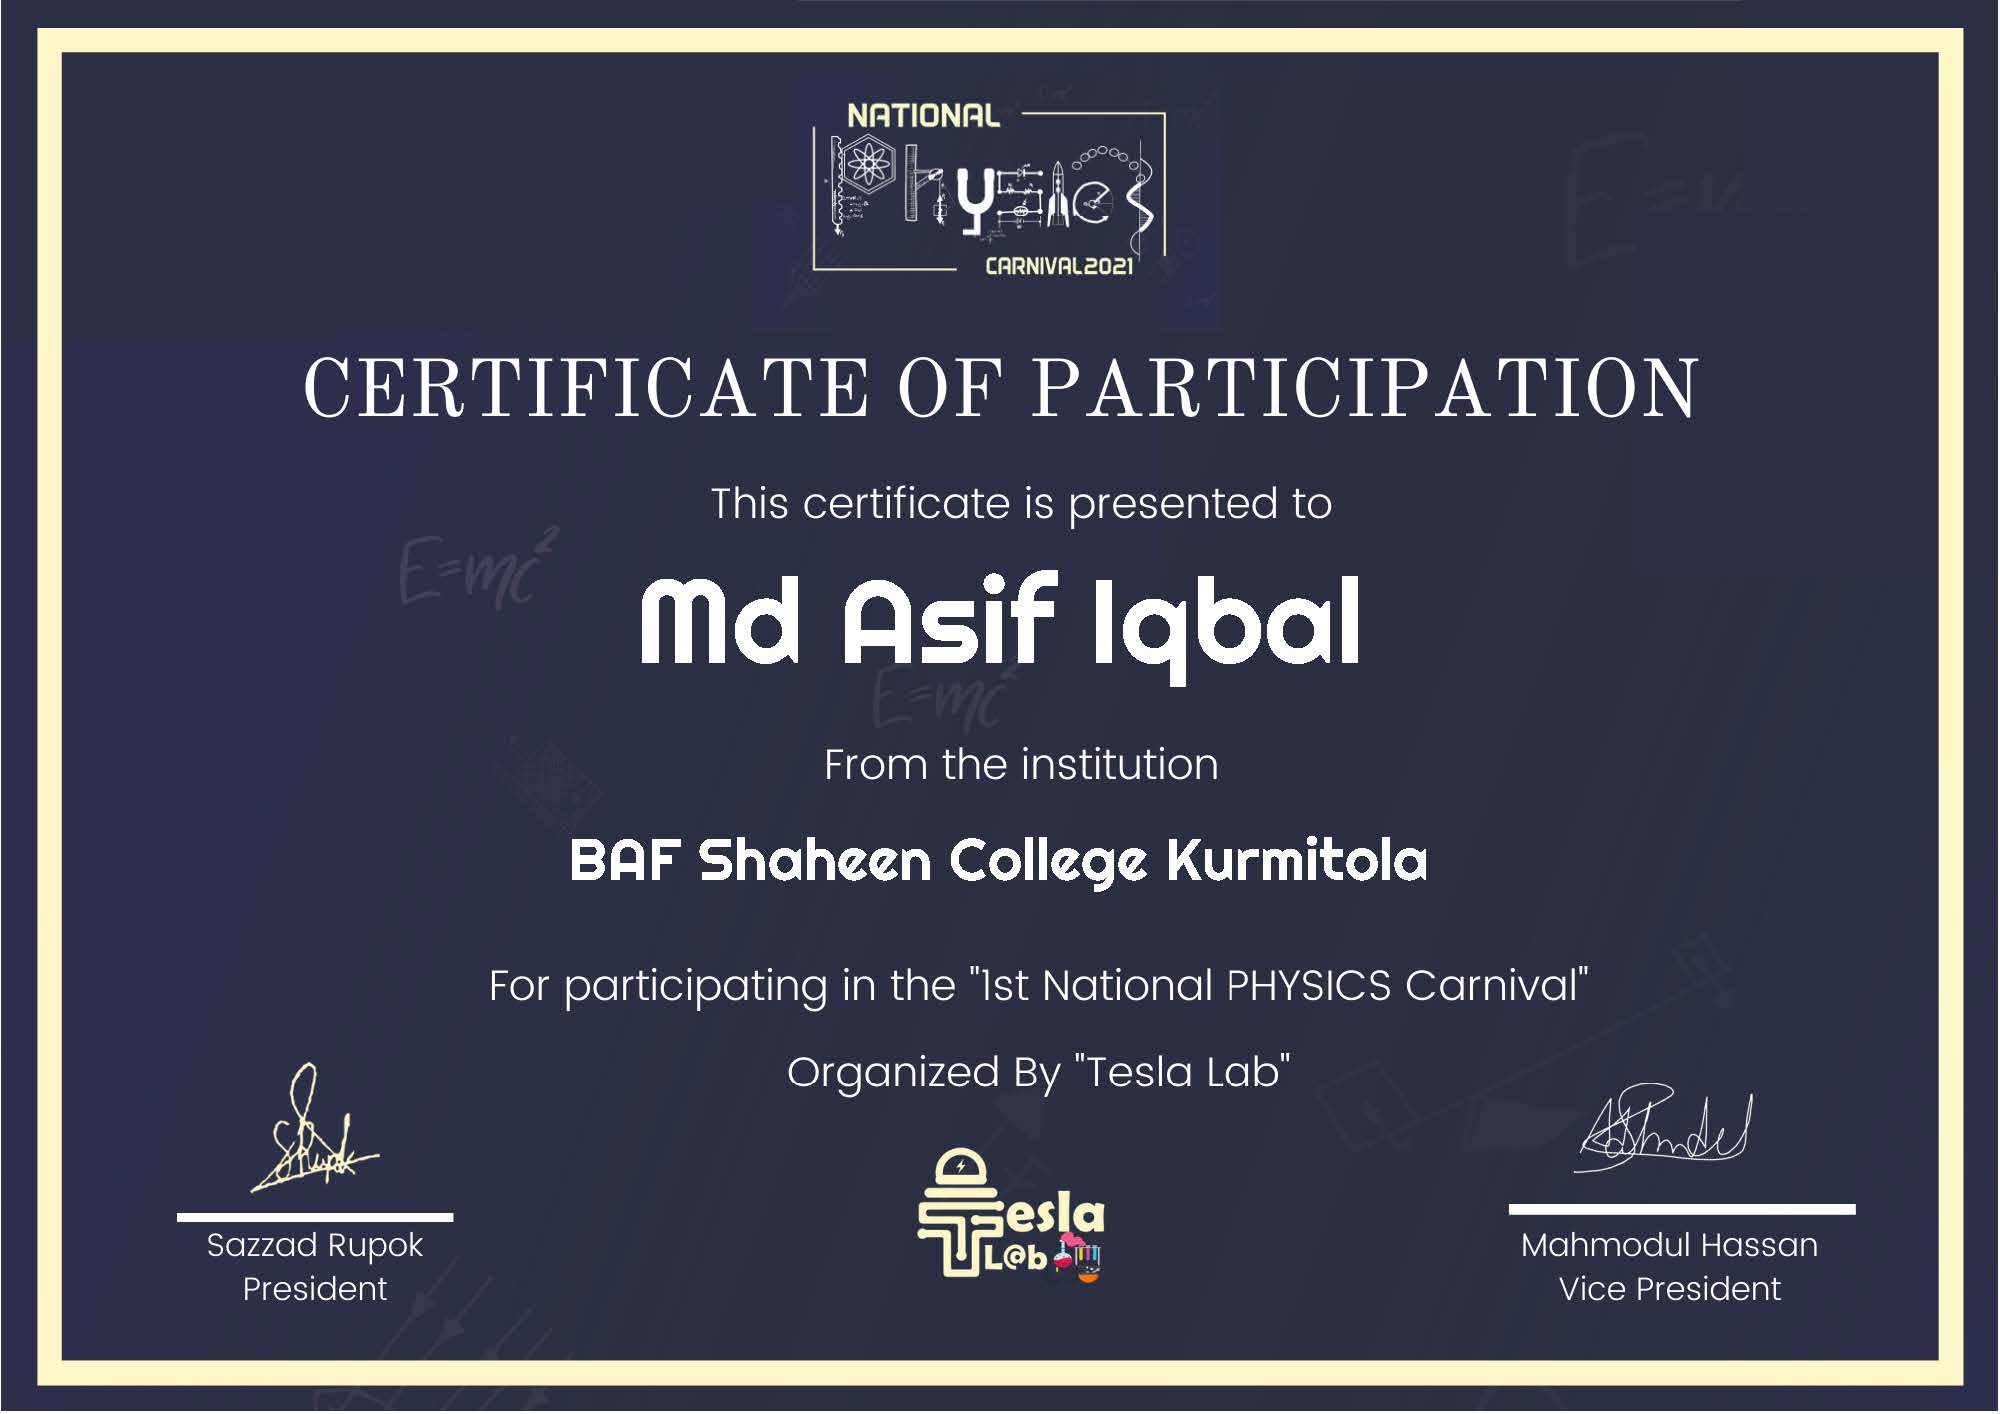 NATIONAL
Physics
CARNIVAL2021
CERTIFICATE OF PARTICIPATION
This certificate is presented to
E=mc²
Md Asif Iqbal
E=mc²
From the institution
BAF Shaheen College Kurmitola
For participating in the "1st National PHYSICS Carnival"
Organized By "Tesla Lab"
Tesla
L@b
Sazzad Rupok
President
Mahmodul Hassan
Vice President